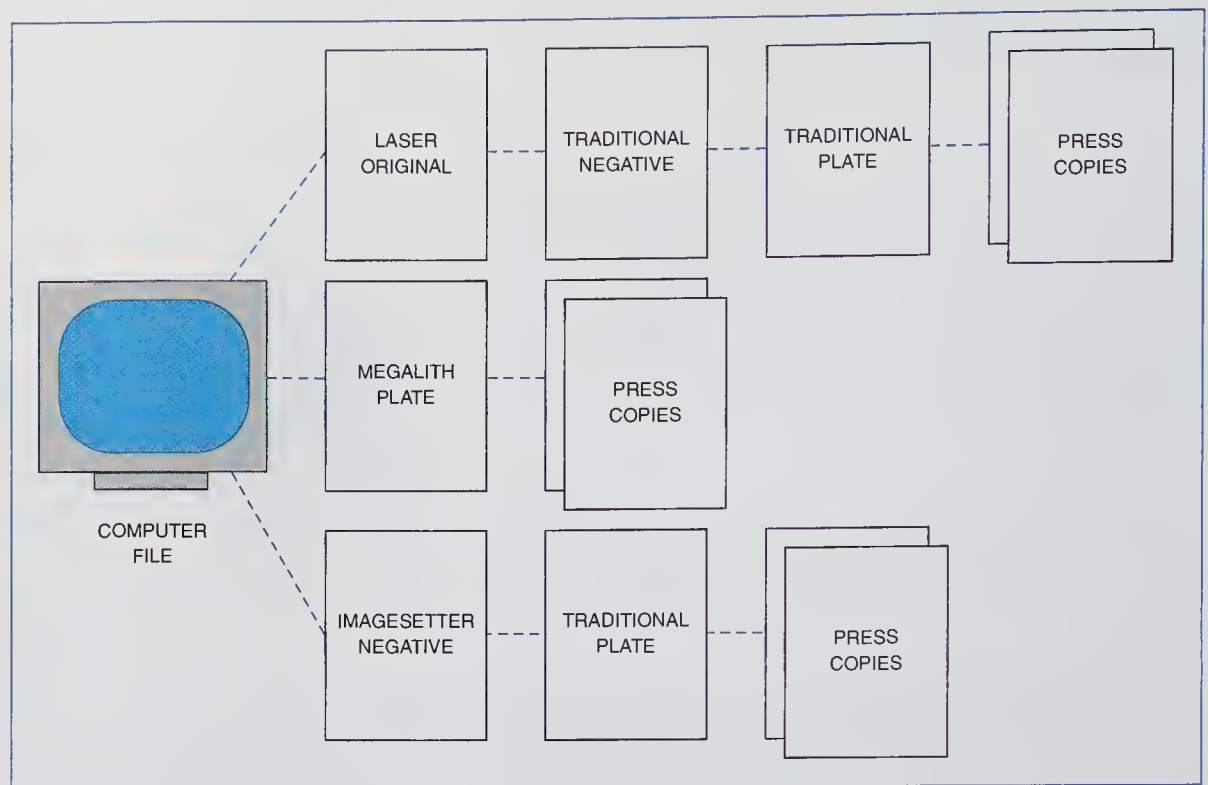 LASER
ORIGINAL
TRADITIONAL
NEGATIVE
TRADITIONAL
PLATE
PRESS
COPIES
COMPUTER
FILE
MEGALITH
PLATE
PRESS
COPIES
IMAGESETTER
NEGATIVE
TRADITIONAL
PLATE
PRESS
COPIES